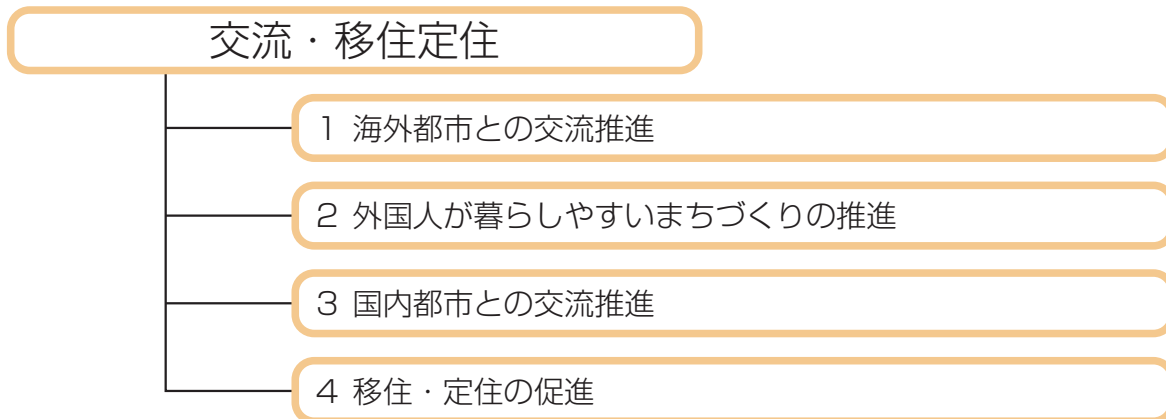 交流・移住定住
1 海外都市との交流推進
2 外国人が暮らしやすいまちづくりの推進
3 国内都市との交流推進
4 移住・定住の促進